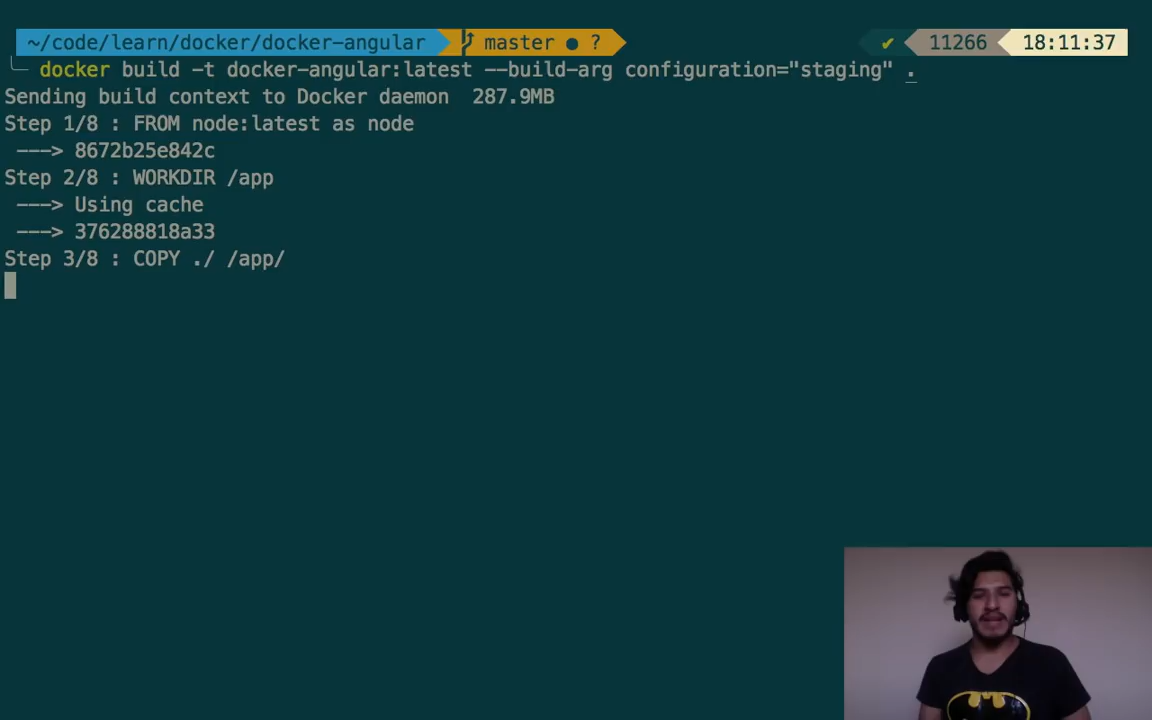 ~/code/learn/docker/docker-angular master ● ? ✔ 11266 18:11:37
docker build -t docker-angular:latest --build-arg configuration="staging" .
Sending build context to Docker daemon  287.9MB
Step 1/8 : FROM node:latest as node
 ---> 8672b25e842c
Step 2/8 : WORKDIR /app
 ---> Using cache
 ---> 376288818a33
Step 3/8 : COPY ./ /app/